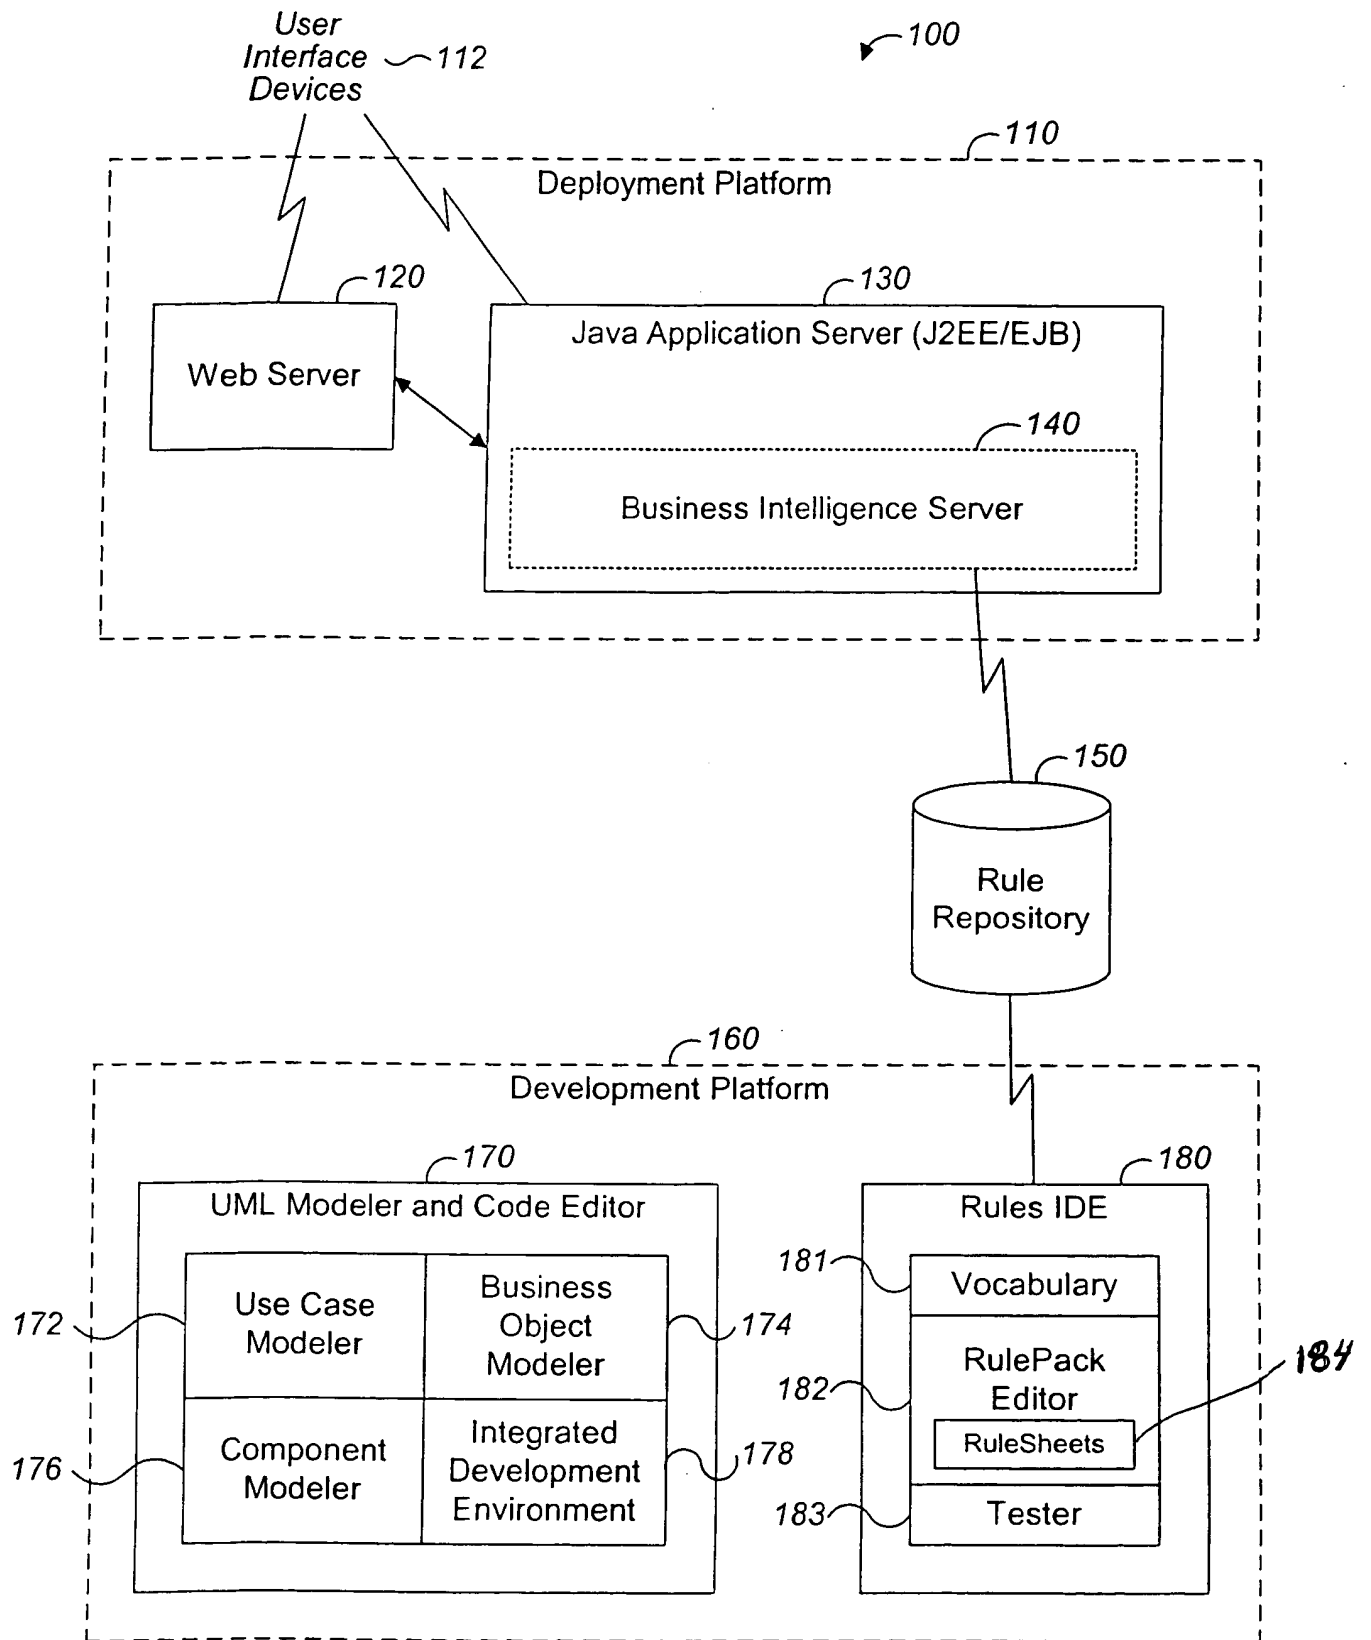 User
Interface
Devices
112
100
110
Deployment Platform
120
130
Web Server
Java Application Server (J2EE/EJB)
140
Business Intelligence Server
150
Rule
Repository
160
Development Platform
170
180
UML Modeler and Code Editor
Rules IDE
172
Use Case
Modeler
Business
Object
Modeler
174
176
Component
Modeler
Integrated
Development
Environment
178
181
Vocabulary
182
RulePack
Editor
RuleSheets
184
183
Tester